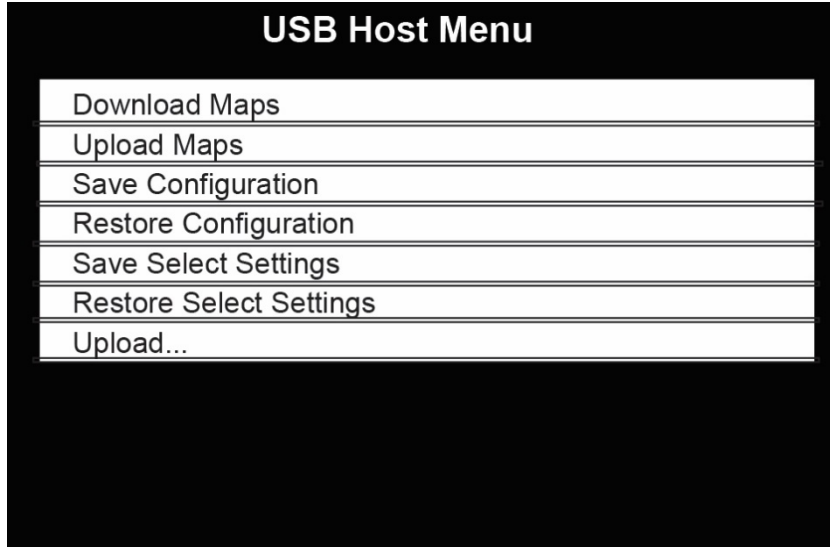 USB Host Menu
Download Maps
Upload Maps
Save Configuration
Restore Configuration
Save Select Settings
Restore Select Settings
Upload...